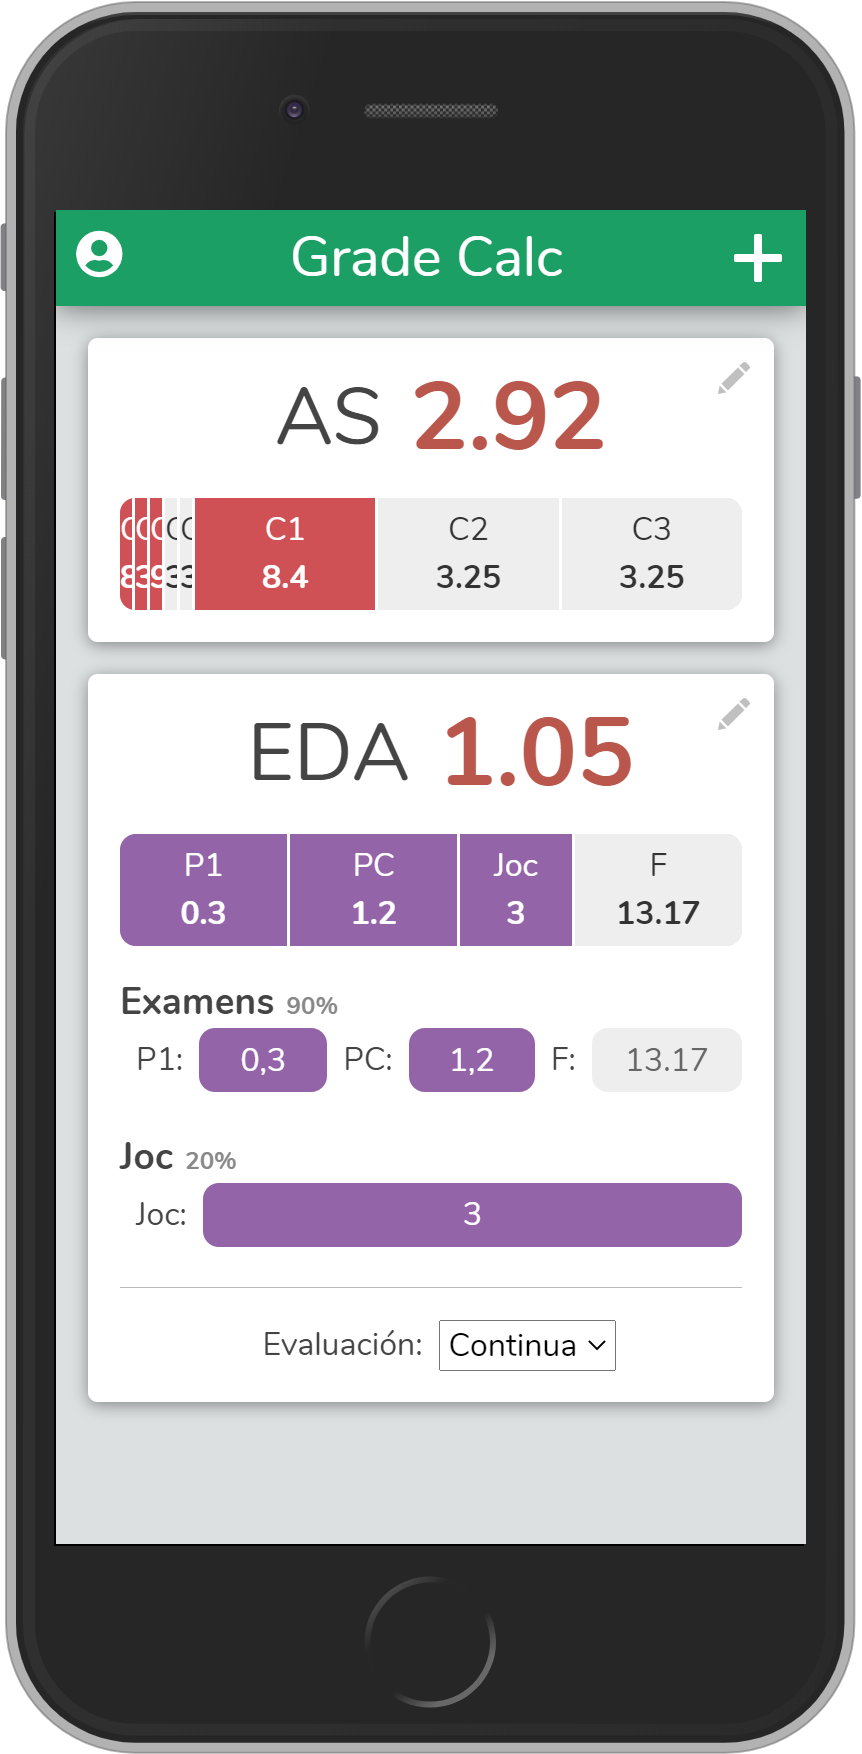 Grade Calc
AS 2.92
C1 C2 C3
8.4 3.25 3.25
EDA 1.05
P1 PC Joc F
0.3 1.2 3 13.17
Examens 90%
P1: 0,3 PC: 1,2 F: 13.17
Joc 20%
Joc: 3
Evaluación: Continua